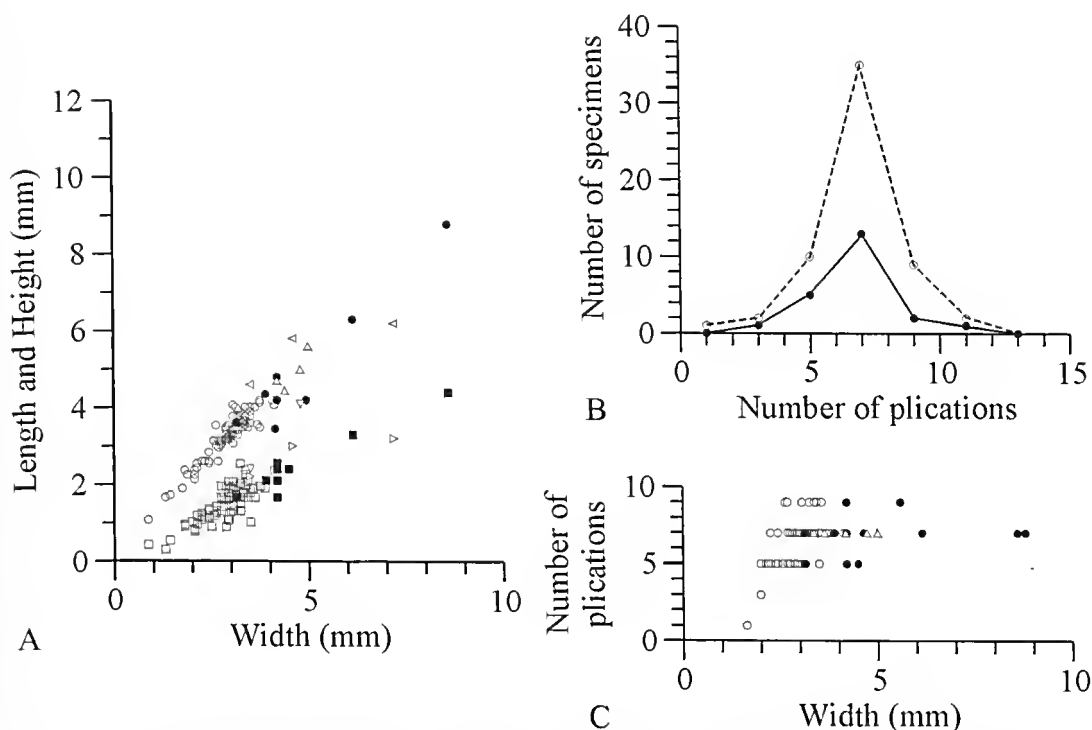 12
10
8
6
4
2
0
Length and Height (mm)
0
5
10
Width (mm)
A
40
30
20
10
0
Number of specimens
0
5
10
15
Number of plications
B
10
5
0
Number of
plications
0
5
10
Width (mm)
C